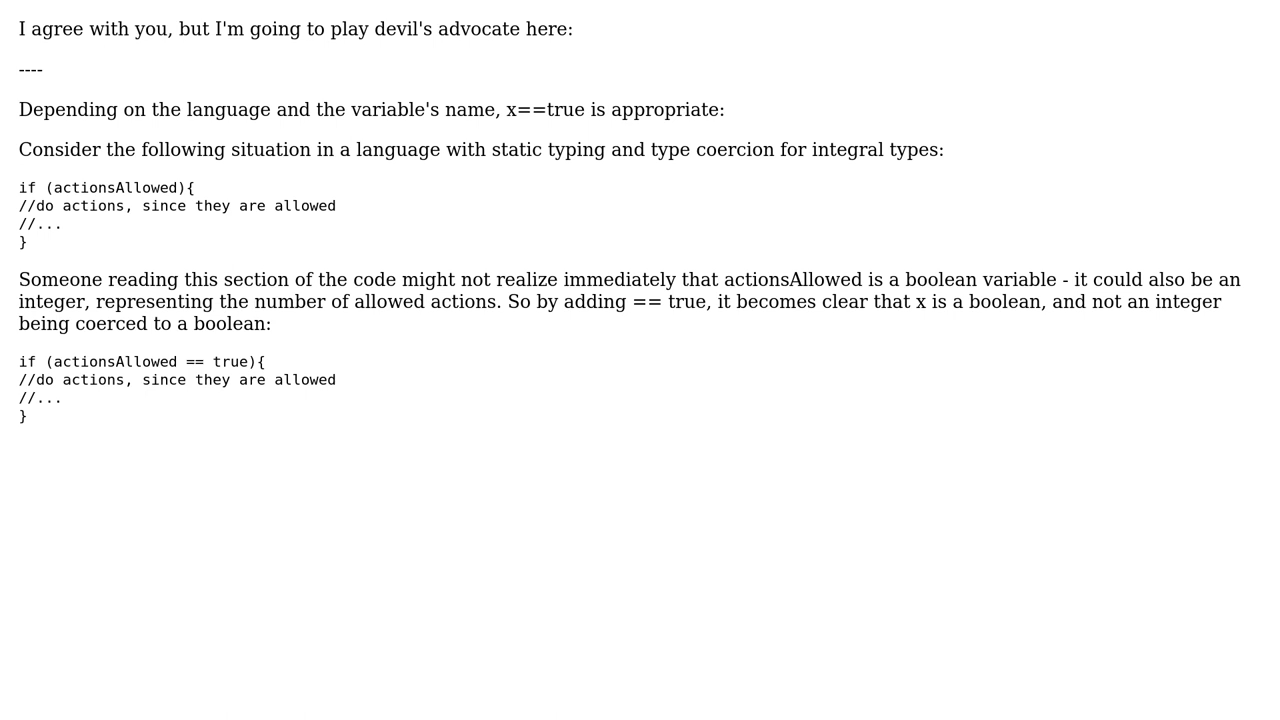 I agree with you, but I'm going to play devil's advocate here:
----
Depending on the language and the variable's name, x==true is appropriate:
Consider the following situation in a language with static typing and type coercion for integral types:
if (actionsAllowed){
//do actions, since they are allowed
//...
}
Someone reading this section of the code might not realize immediately that actionsAllowed is a boolean variable - it could also be an
integer, representing the number of allowed actions. So by adding == true, it becomes clear that x is a boolean, and not an integer
being coerced to a boolean:
if (actionsAllowed == true){
//do actions, since they are allowed
//...
}